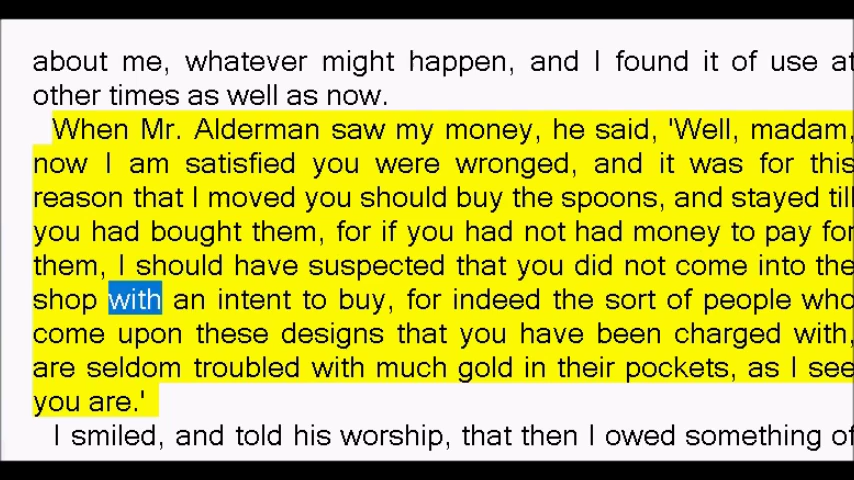 about me, whatever might happen, and I found it of use at
other times as well as now.
When Mr. Alderman saw my money, he said, 'Well, madam,
now I am satisfied you were wronged, and it was for this
reason that I moved you should buy the spoons, and stayed till
you had bought them, for if you had not had money to pay for
them, I should have suspected that you did not come into the
shop with an intent to buy, for indeed the sort of people who
come upon these designs that you have been charged with,
are seldom troubled with much gold in their pockets, as I see
you are.'
I smiled, and told his worship, that then I owed something of